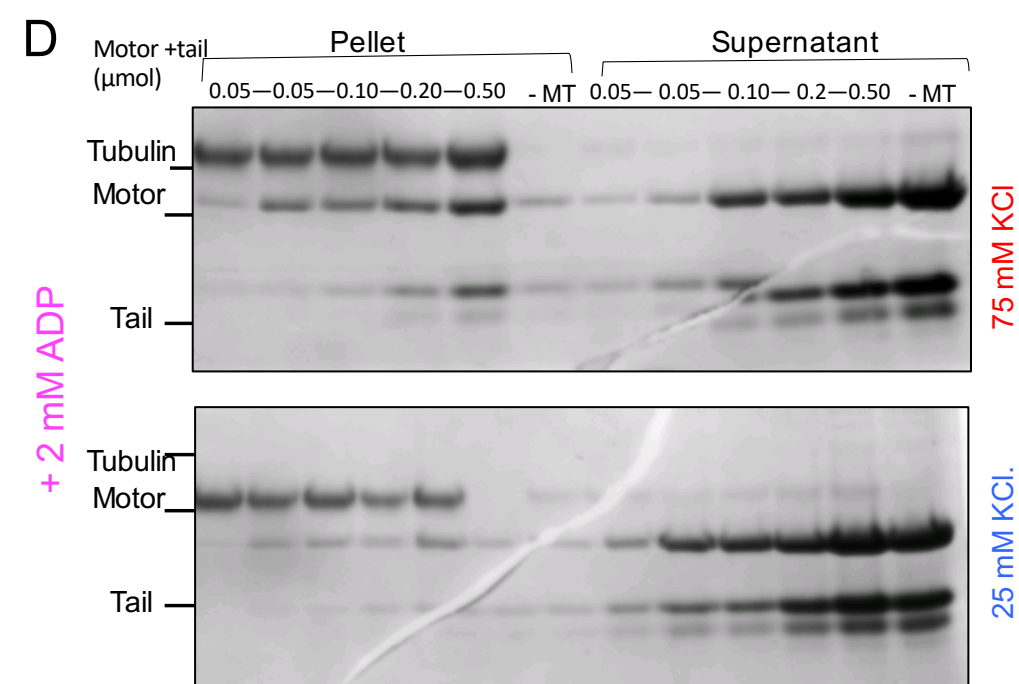 D
Motor +tail
(µmol)
Pellet
Supernatant
0.05—0.05—0.10—0.20—0.50 - MT 0.05— 0.05— 0.10— 0.2—0.50 - MT
Tubulin
Motor
Tail
75 mM KCl
+ 2 mM ADP
Tubulin
Motor
Tail
25 mM KCl.